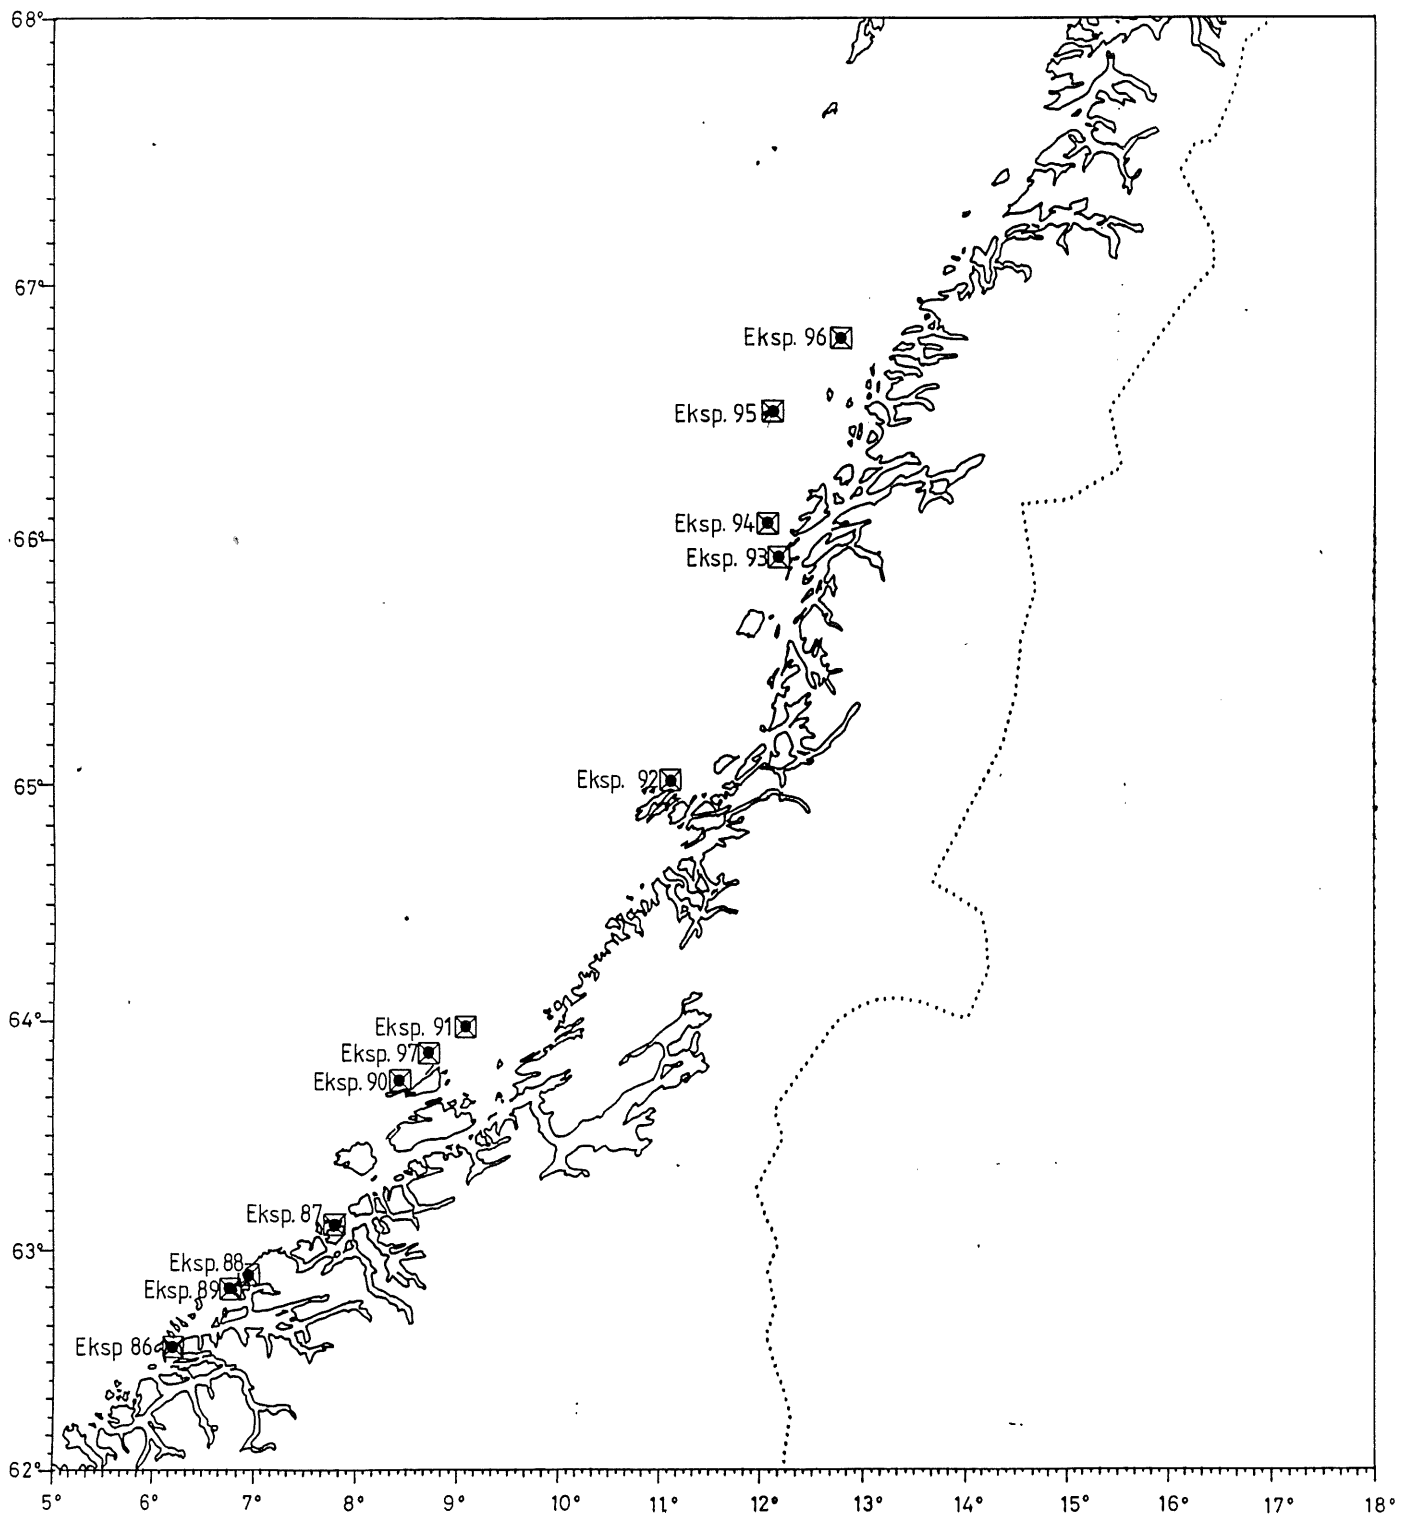 68°
67°
Eksp. 96
Eksp. 95
Eksp. 94
66°
Eksp. 93
Eksp. 92
65°
64°
Eksp. 91
Eksp. 97
Eksp. 90
Eksp. 87
63°
Eksp. 88
Eksp. 89
Eksp 86
62°
5° 6° 7° 8° 9° 10° 11° 12° 13° 14° 15° 16° 17° 18°